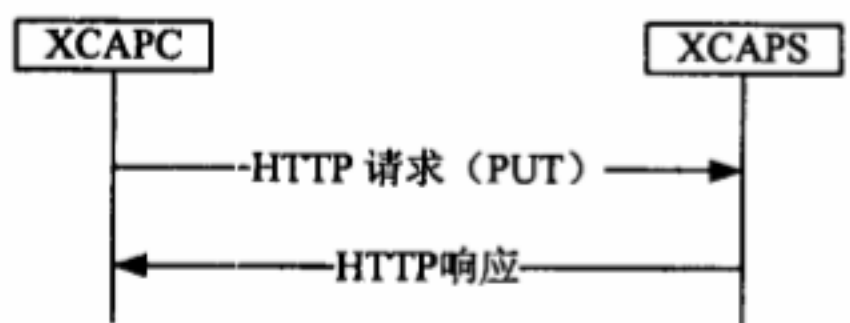 XCAPC
XCAPS
HTTP 请求（PUT）
HTTP响应